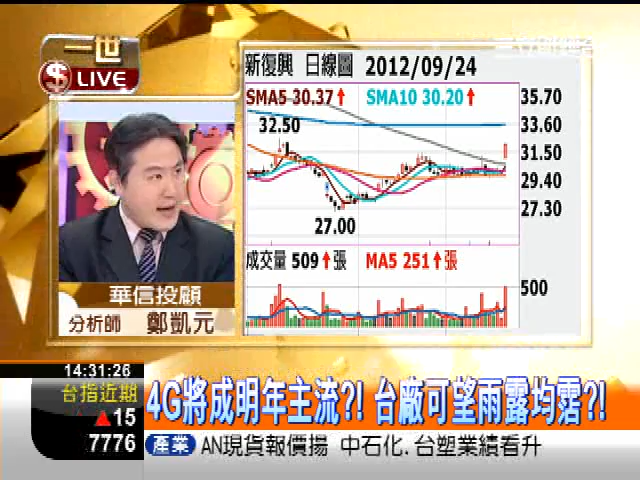 一世
$ LIVE
新復興 日線圖 2012/09/24
SMA5 30.37↑ SMA10 30.20↑
35.70
33.60
31.50
29.40
27.30
32.50
27.00
成交量 509↑張 MA5 251↑張
500
華信投顧
分析師 鄭凱元
14:31:26
台指近期
▲15
7776
4G將成明年主流?! 台廠可望雨露均霑?!
產業 AN現貨報價揚 中石化.台塑業績看升